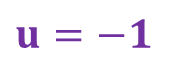 u = −1